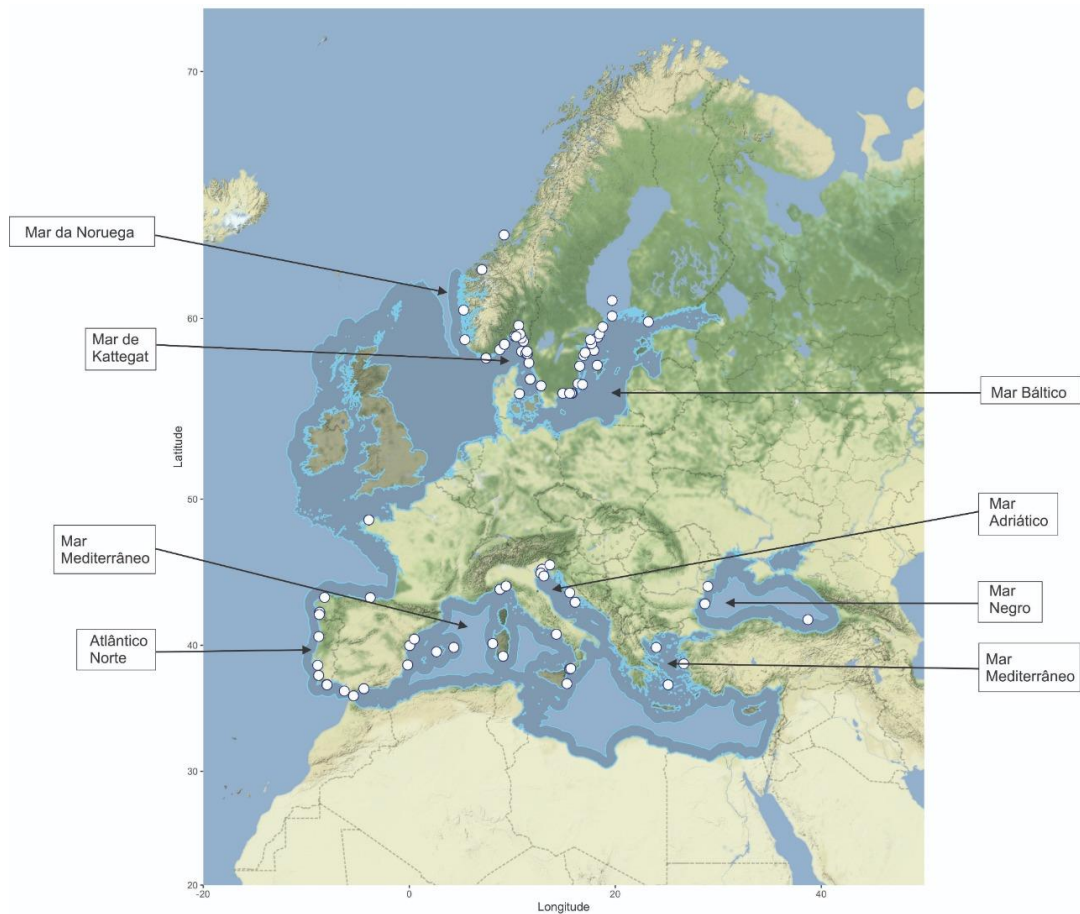 70
Mar da Noruega
60
Mar de
Kattegat
Mar Báltico
Latitude
50
Mar
Adriático
Mar
Mediterrâneo
Mar
Negro
40
Atlântico
Norte
Mar
Mediterrâneo
30
20
-20
0
20
40
Longitude